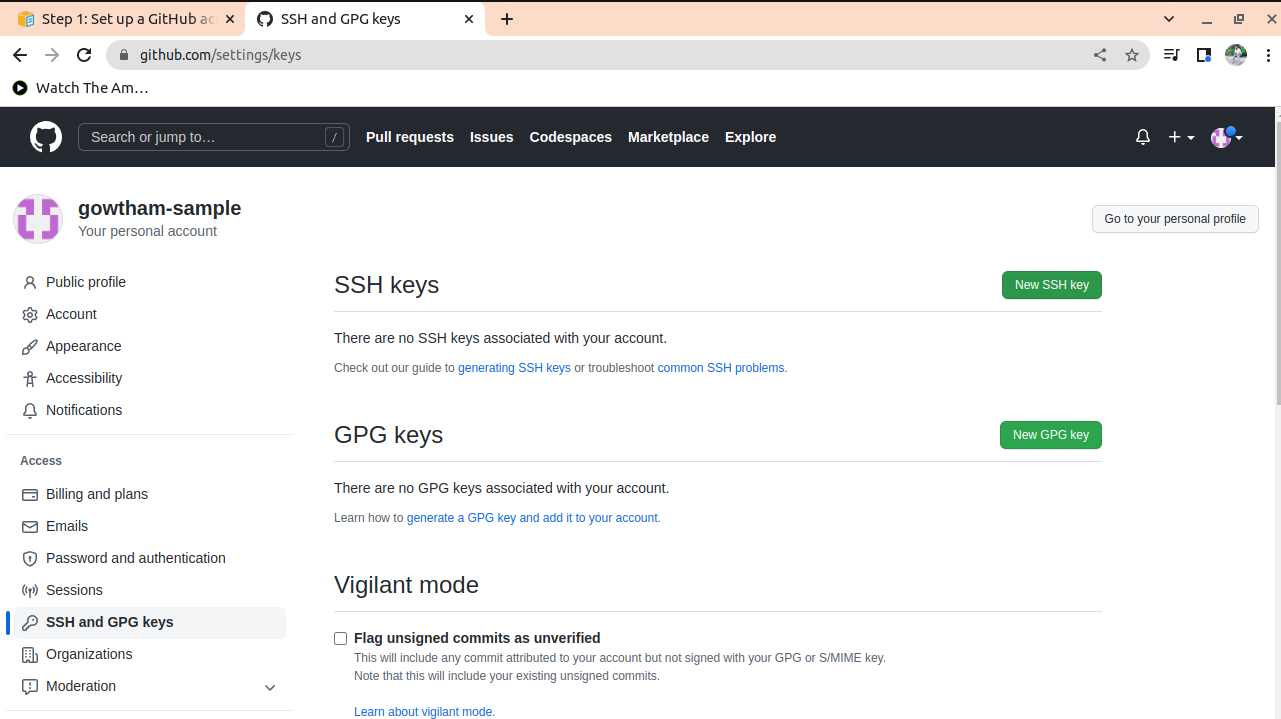 Step 1: Set up a GitHub ac
SSH and GPG keys
github.com/settings/keys
Watch The Am…
Search or jump to…
/
Pull requests
Issues
Codespaces
Marketplace
Explore
gowtham-sample
Your personal account
Go to your personal profile
Public profile
Account
Appearance
Accessibility
Notifications
Access
Billing and plans
Emails
Password and authentication
Sessions
SSH and GPG keys
Organizations
Moderation
SSH keys
New SSH key
There are no SSH keys associated with your account.
Check out our guide to generating SSH keys or troubleshoot common SSH problems.
GPG keys
New GPG key
There are no GPG keys associated with your account.
Learn how to generate a GPG key and add it to your account.
Vigilant mode
Flag unsigned commits as unverified
This will include any commit attributed to your account but not signed with your GPG or S/MIME key.
Note that this will include your existing unsigned commits.
Learn about vigilant mode.